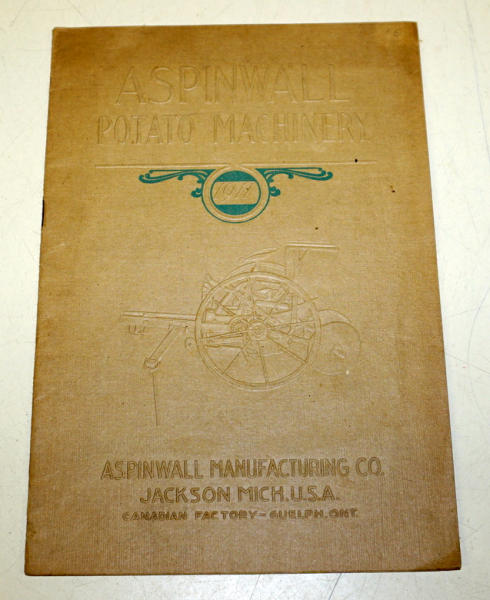 ASPINWALL
POTATO MACHINERY
ASPINWALL MANUFACTURING CO.
JACKSON MICH. U.S.A.
CANADIAN FACTORY-GUELPH, ONT.